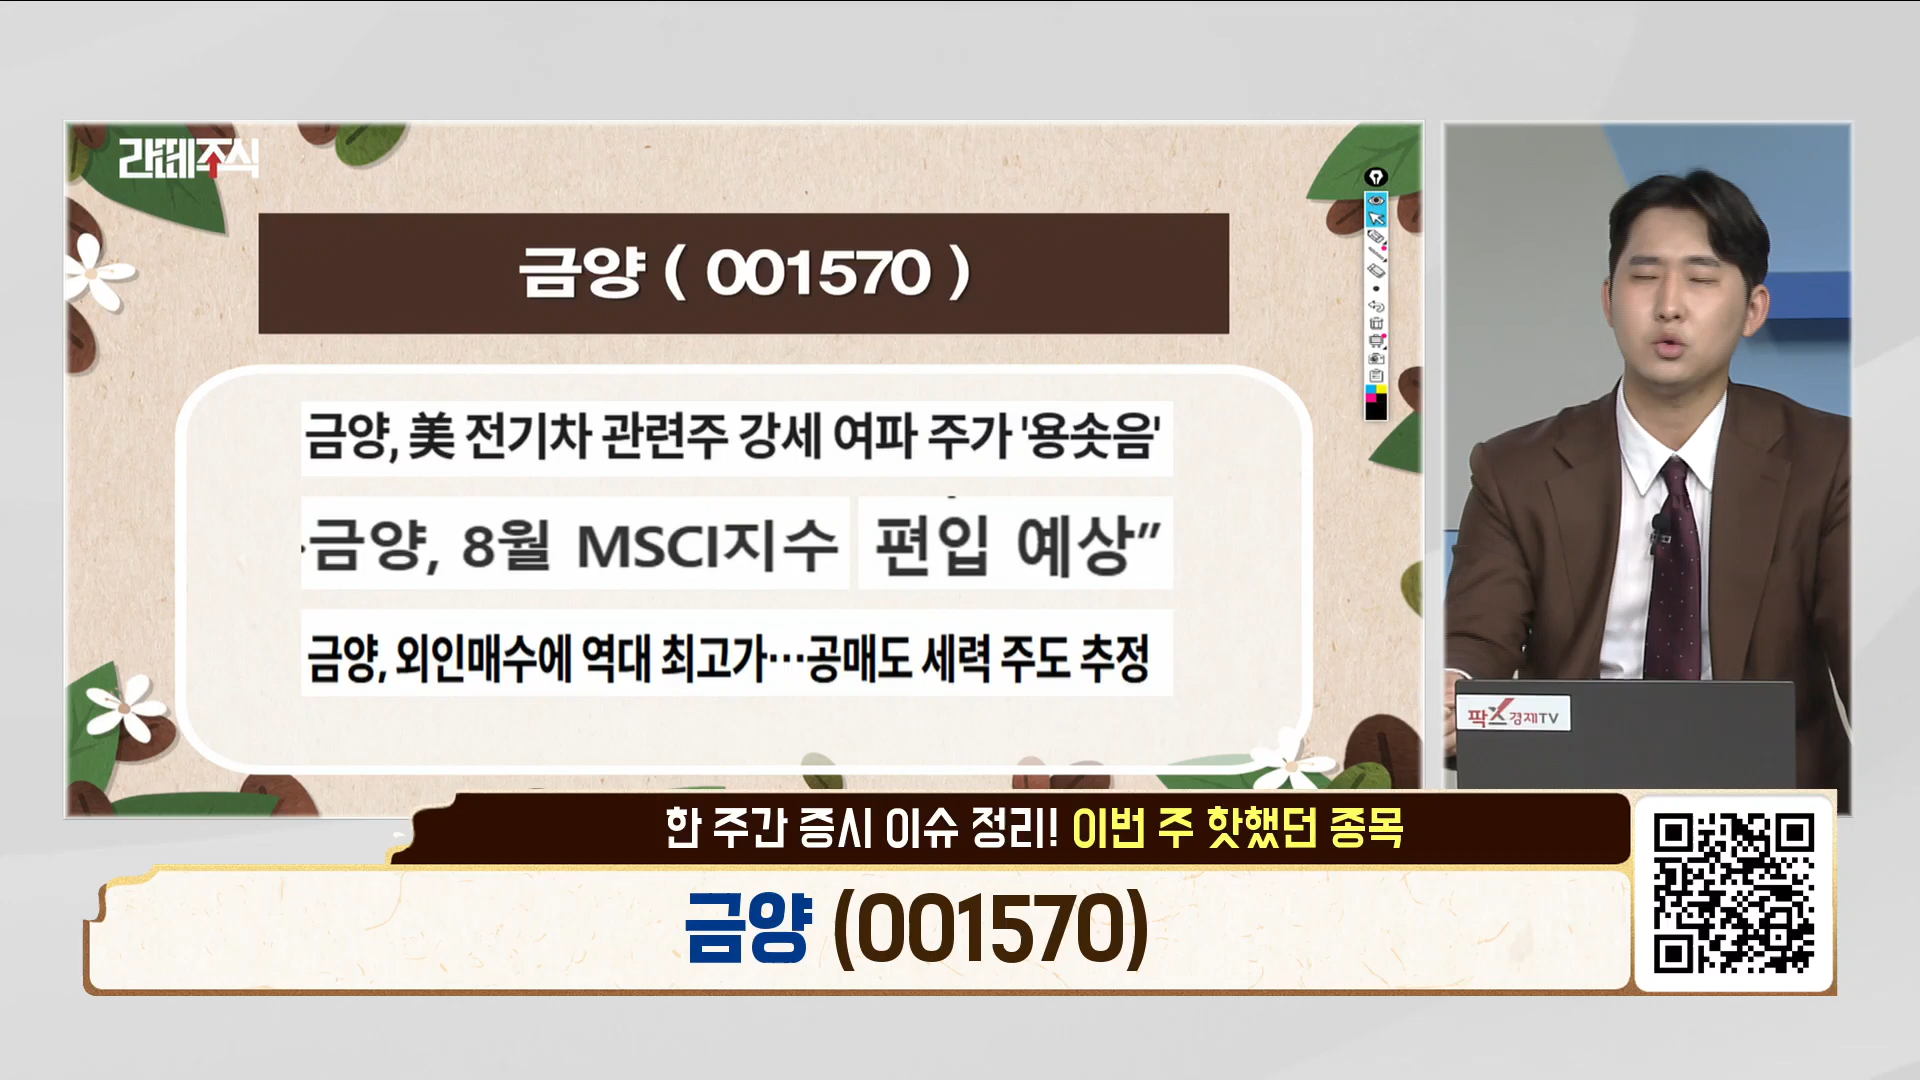 라떼주식
금양 ( 001570 )
금양, 美 전기차 관련주 강세 여파 주가 '용솟음'
금양, 8월 MSCI지수 편입 예상”
금양, 외인매수에 역대 최고가…공매도 세력 주도 추정
팍스경제TV
한 주간 증시 이슈 정리! 이번 주 핫했던 종목
금양 (001570)